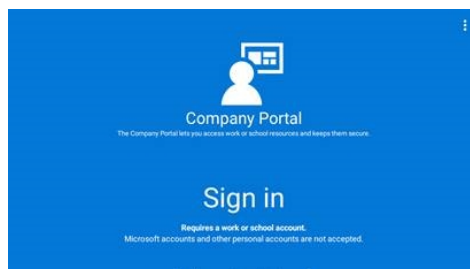 Company Portal
The Company Portal lets you access work or school resources and keeps them secure.
Sign in
Requires a work or school account.
Microsoft accounts and other personal accounts are not accepted.